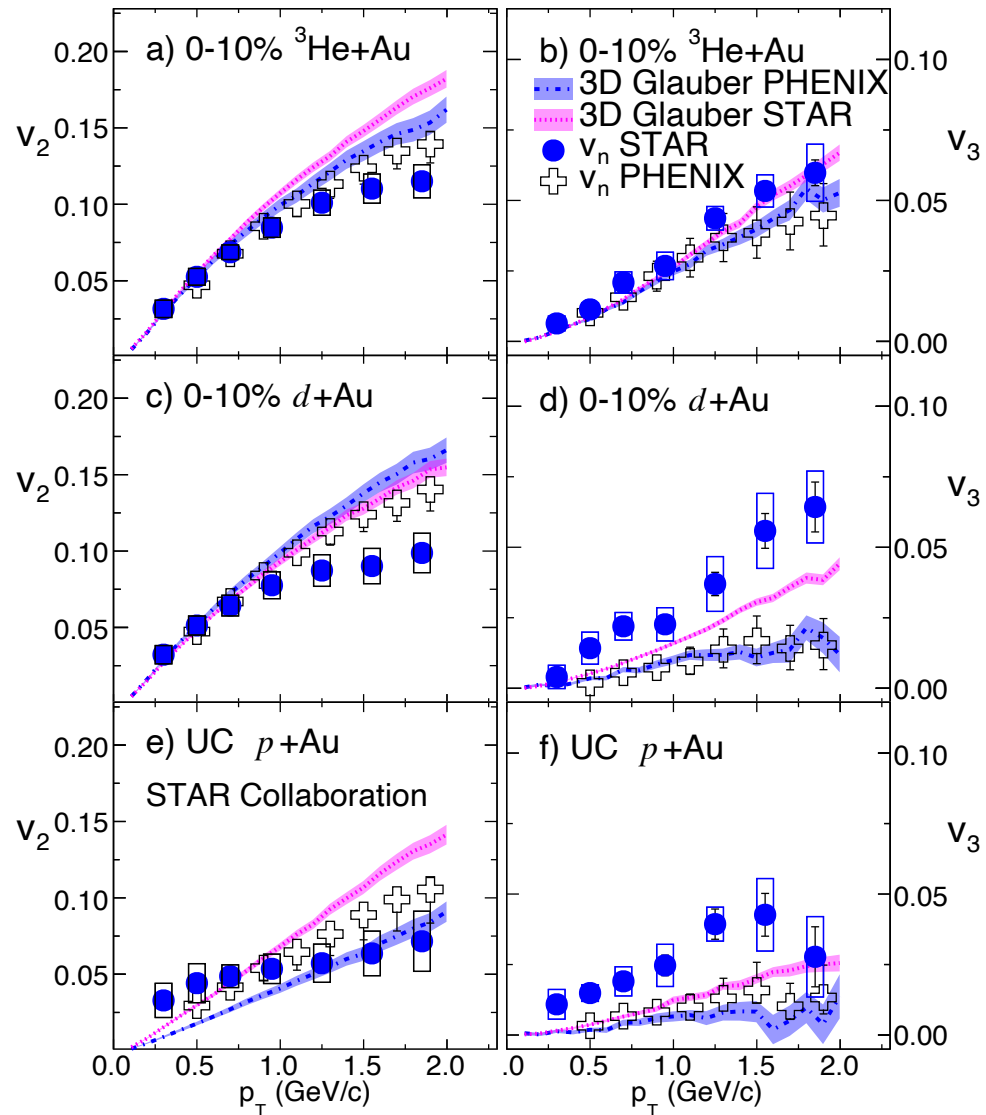 a) 0-10% ³He+Au
b) 0-10% ³He+Au
3D Glauber PHENIX
3D Glauber STAR
vₙ STAR
vₙ PHENIX
0.20
0.15
0.10
0.05
v₂
0.10
0.05
0.00
v₃
c) 0-10% d+Au
d) 0-10% d+Au
0.20
0.15
0.10
0.05
v₂
0.10
0.05
0.00
v₃
e) UC p+Au
STAR Collaboration
f) UC p+Au
0.20
0.15
0.10
0.05
v₂
0.10
0.05
0.00
v₃
0.0 0.5 1.0 1.5 2.0
.0 0.5 1.0 1.5 2.0
p_T (GeV/c)
p_T (GeV/c)